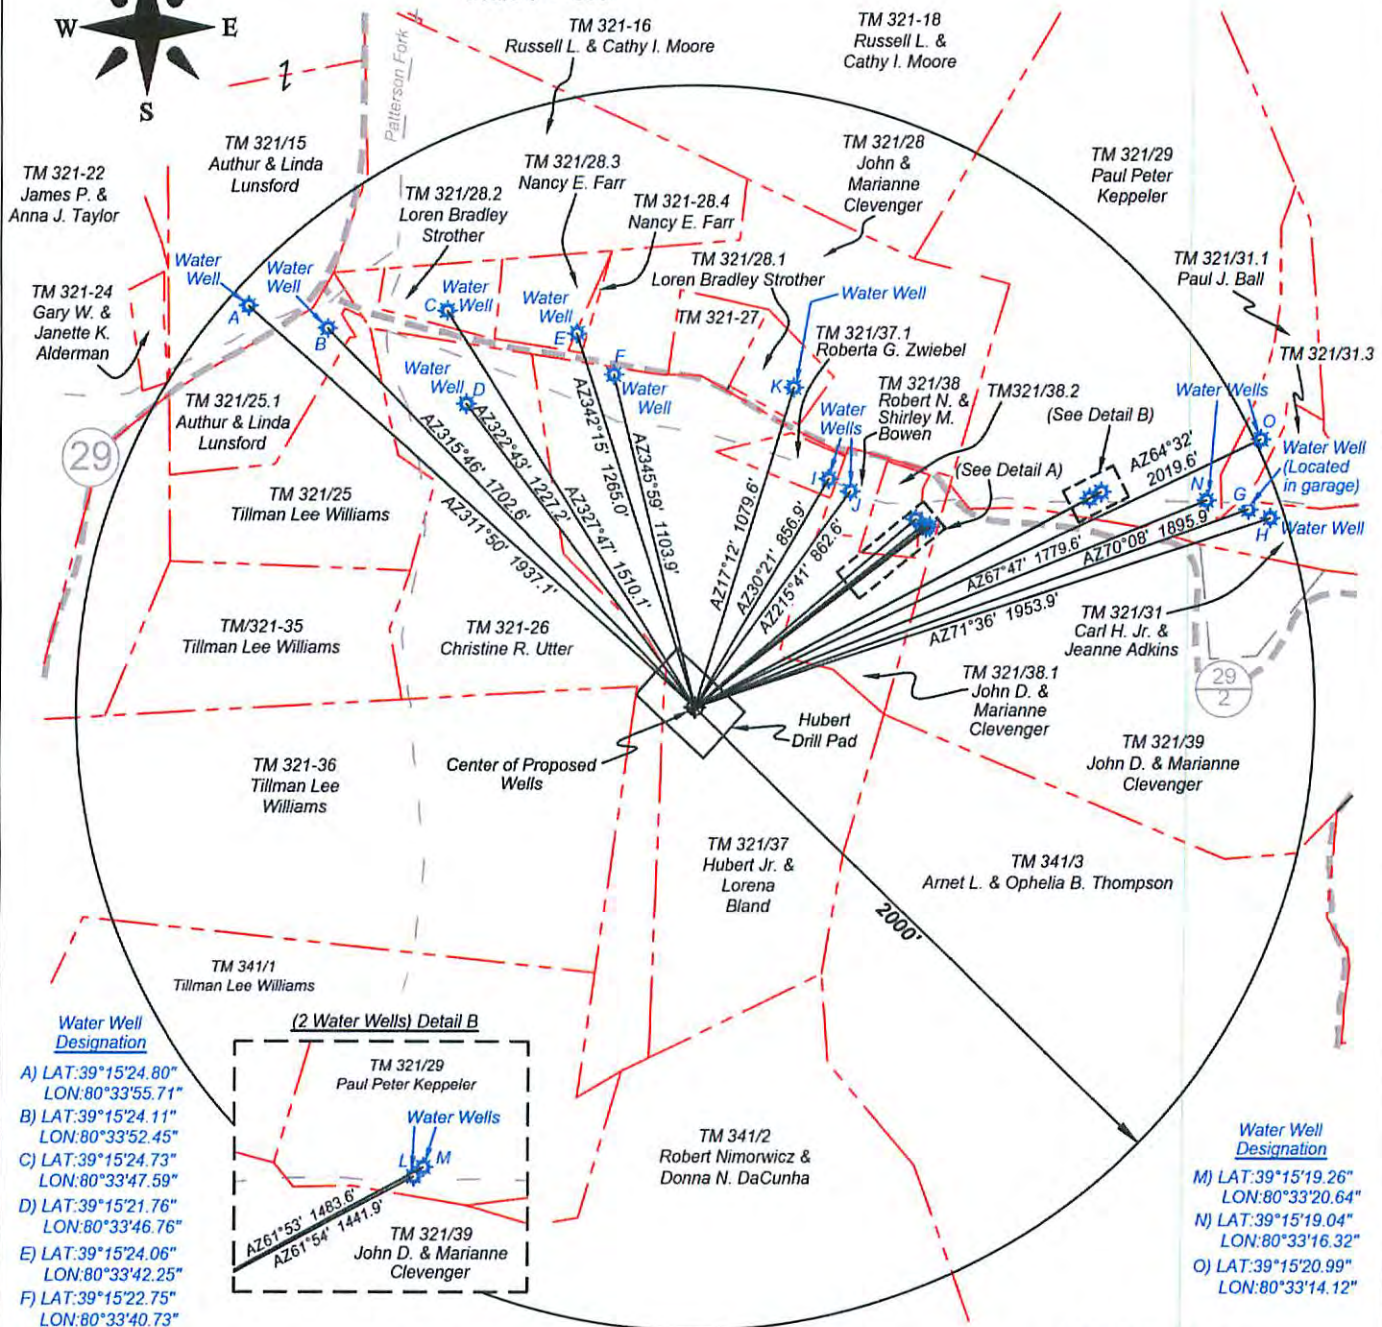 W
E
S
Patterson Fork
TM 321-16
Russell L. & Cathy I. Moore
TM 321-18
Russell L. &
Cathy I. Moore
TM 321/15
Authur & Linda
Lunsford
TM 321-22
James P. &
Anna J. Taylor
TM 321/28.3
Nancy E. Farr
TM 321/28
John &
Marianne
Clevenger
TM 321/29
Paul Peter
Keppeler
TM 321/28.2
Loren Bradley
Strother
TM 321-28.4
Nancy E. Farr
TM 321/28.1
Loren Bradley Strother
TM 321/31.1
Paul J. Ball
TM 321-24
Gary W. &
Janette K.
Alderman
Water
Well
A
Water
Well
B
Water
Well
C
Water
Well
E
Water Well
TM 321-27
TM 321/37.1
Roberta G. Zwiebel
TM 321/31.3
F
Water
Well
Water
Well
D
K
TM 321/38
Robert N. &
Shirley M.
Bowen
TM321/38.2
(See Detail B)
Water Wells
TM 321/25.1
Authur & Linda
Lunsford
Water
Wells
I
J
(See Detail A)
O
N
G
H
Water Well
(Located
in garage)
Water Well
29
TM 321/25
Tillman Lee Williams
AZ311°50' 1937.1'
AZ315°46' 1702.6'
AZ322°43' 1227.2'
AZ327°47' 1510.1'
AZ342°15' 1265.0'
AZ345°59' 1103.9'
AZ17°12' 1079.6'
AZ30°21' 856.9'
AZ215°41' 862.6'
AZ64°32'
2019.6'
AZ67°47' 1779.6'
AZ70°08' 1895.9'
AZ71°36' 1953.9'
TM/321-35
Tillman Lee Williams
TM 321-26
Christine R. Utter
TM 321/31
Carl H. Jr. &
Jeanne Adkins
29
2
TM 321/38.1
John D. &
Marianne
Clevenger
Hubert
Drill Pad
Center of Proposed
Wells
TM 321-36
Tillman Lee
Williams
TM 321/39
John D. & Marianne
Clevenger
TM 321/37
Hubert Jr. &
Lorena
Bland
TM 341/3
Arnet L. & Ophelia B. Thompson
2000'
TM 341/1
Tillman Lee Williams
TM 341/2
Robert Nimorwicz &
Donna N. DaCunha
(2 Water Wells) Detail B
TM 321/29
Paul Peter Keppeler
Water Wells
L
M
AZ61°53' 1483.6'
AZ61°54' 1441.9'
TM 321/39
John D. & Marianne
Clevenger
Water Well
Designation
A) LAT:39°15'24.80"
LON:80°33'55.71"
B) LAT:39°15'24.11"
LON:80°33'52.45"
C) LAT:39°15'24.73"
LON:80°33'47.59"
D) LAT:39°15'21.76"
LON:80°33'46.76"
E) LAT:39°15'24.06"
LON:80°33'42.25"
F) LAT:39°15'22.75"
LON:80°33'40.73"
Water Well
Designation
M) LAT:39°15'19.26"
LON:80°33'20.64"
N) LAT:39°15'19.04"
LON:80°33'16.32"
O) LAT:39°15'20.99"
LON:80°33'14.12"